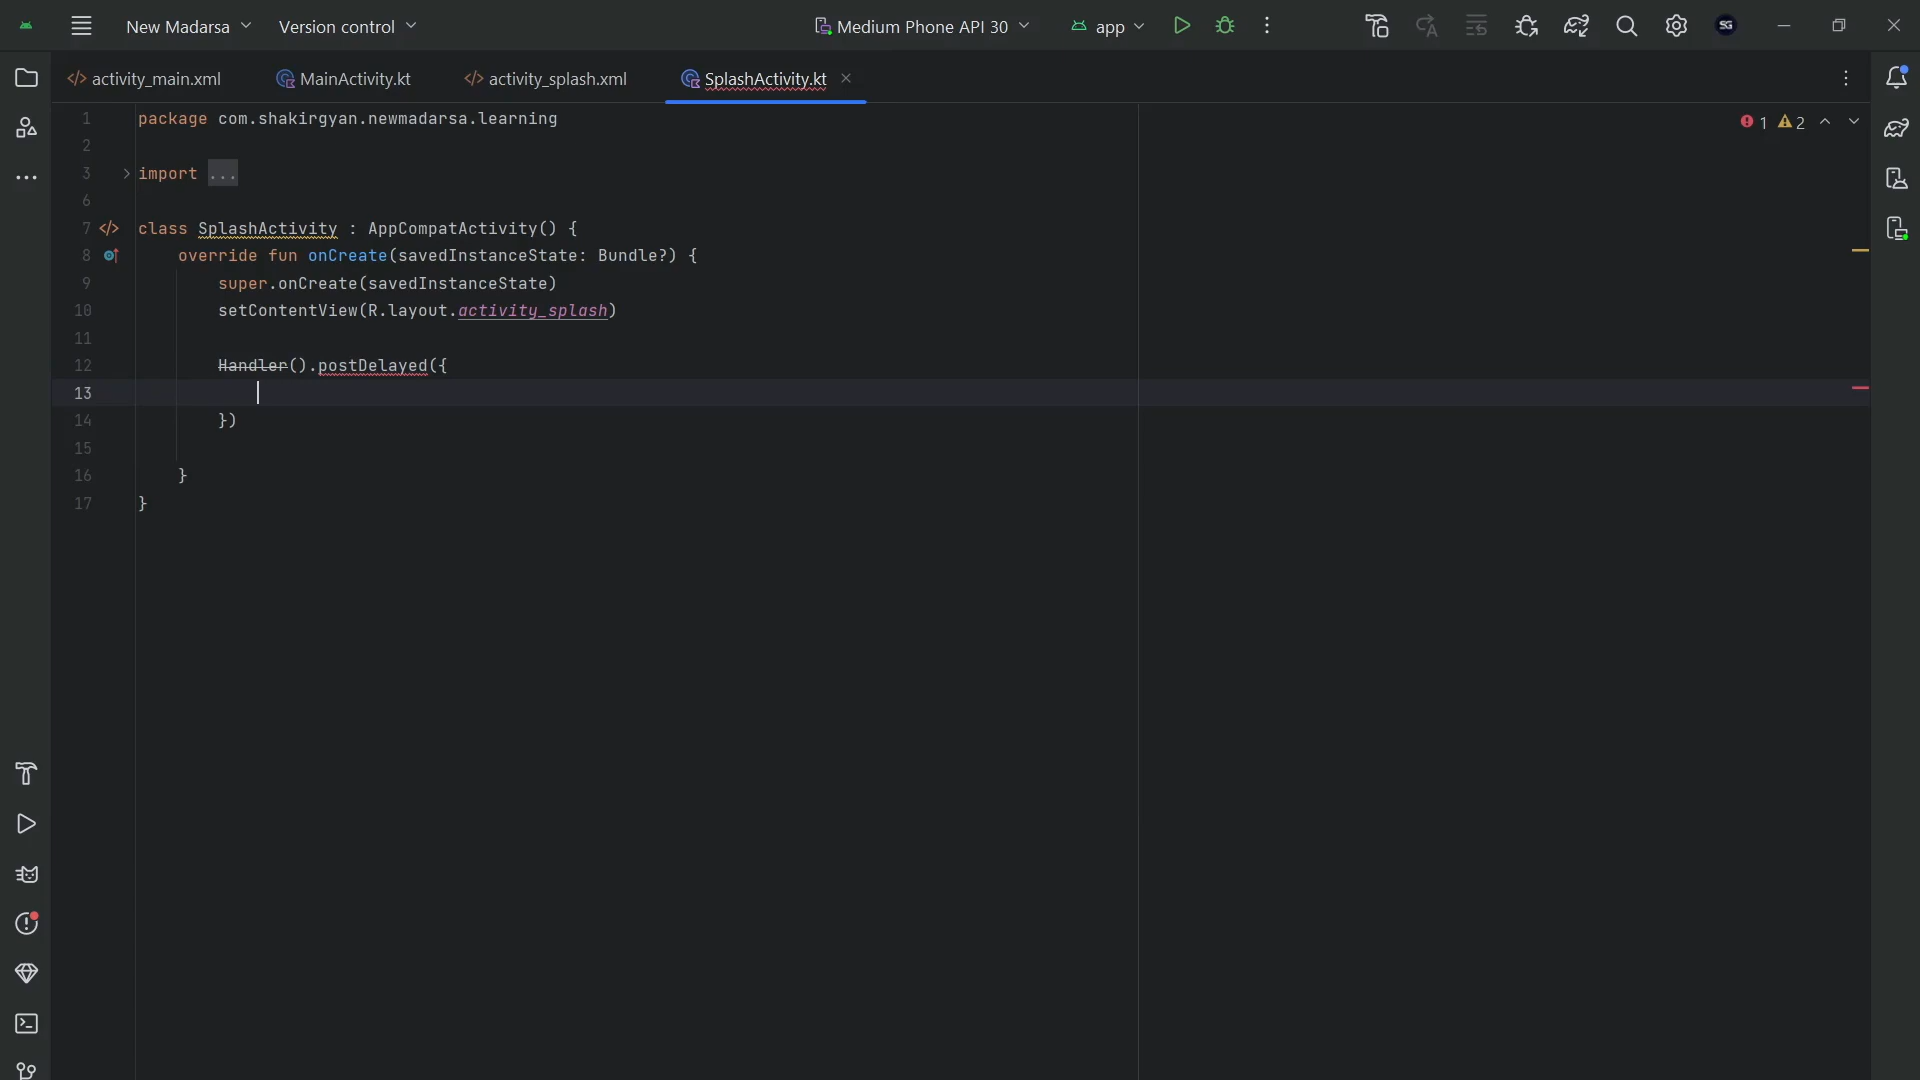 New Madarsa
Version control
Medium Phone API 30
app
SG
activity_main.xml
MainActivity.kt
activity_splash.xml
SplashActivity.kt
1 package com.shakirgyan.newmadarsa.learning
2
3 import ...
6
7 class SplashActivity : AppCompatActivity() {
8 override fun onCreate(savedInstanceState: Bundle?) {
9 super.onCreate(savedInstanceState)
10 setContentView(R.layout.activity_splash)
11
12 Handler().postDelayed({
13
14 })
15
16 }
17 }
1 2